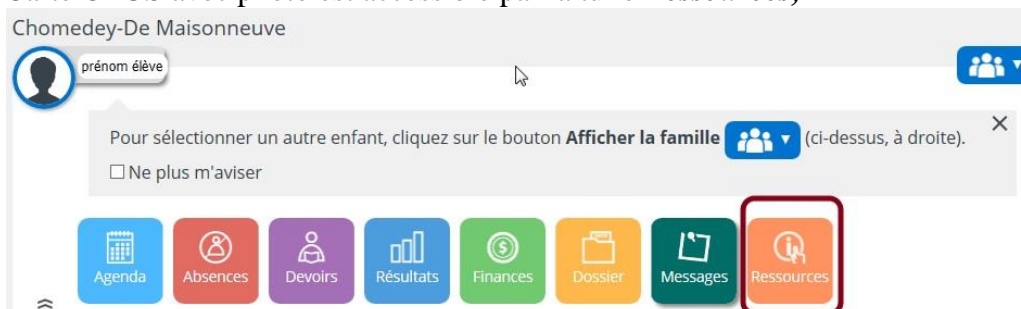 Chomedey-De Maisonneuve
prénom élève
Pour sélectionner un autre enfant, cliquez sur le bouton Afficher la famille (ci-dessus, à droite).
Ne plus m'aviser
Agenda
Absences
Devoirs
Résultats
Finances
Dossier
Messages
Ressources